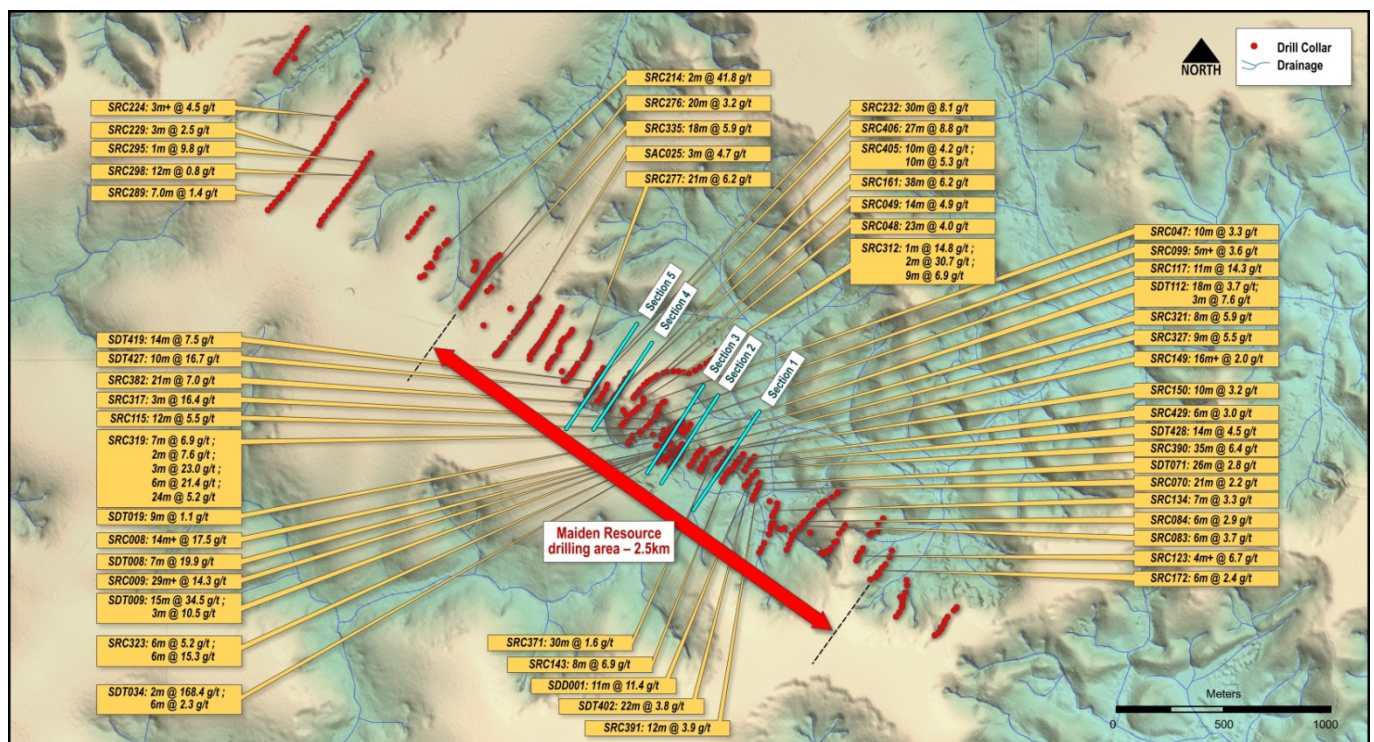 NORTH
Drill Collar
Drainage
SRC224: 3m+ @ 4.5 g/t
SRC229: 3m @ 2.5 g/t
SRC295: 1m @ 9.8 g/t
SRC298: 12m @ 0.8 g/t
SRC289: 7.0m @ 1.4 g/t
SRC214: 2m @ 41.8 g/t
SRC276: 20m @ 3.2 g/t
SRC335: 18m @ 5.9 g/t
SAC025: 3m @ 4.7 g/t
SRC277: 21m @ 6.2 g/t
SRC232: 30m @ 8.1 g/t
SRC406: 27m @ 8.8 g/t
SRC405: 10m @ 4.2 g/t ;
10m @ 5.3 g/t
SRC161: 38m @ 6.2 g/t
SRC049: 14m @ 4.9 g/t
SRC048: 23m @ 4.0 g/t
SRC312: 1m @ 14.8 g/t ;
2m @ 30.7 g/t ;
9m @ 6.9 g/t
SRC047: 10m @ 3.3 g/t
SRC099: 5m+ @ 3.6 g/t
SRC117: 11m @ 14.3 g/t
SDT112: 18m @ 3.7 g/t;
3m @ 7.6 g/t
SRC321: 8m @ 5.9 g/t
SRC327: 9m @ 5.5 g/t
SRC149: 16m+ @ 2.0 g/t
SRC150: 10m @ 3.2 g/t
SRC429: 6m @ 3.0 g/t
SDT428: 14m @ 4.5 g/t
SRC390: 35m @ 6.4 g/t
SDT071: 26m @ 2.8 g/t
SRC070: 21m @ 2.2 g/t
SRC134: 7m @ 3.3 g/t
SRC084: 6m @ 2.9 g/t
SRC083: 6m @ 3.7 g/t
SRC123: 4m+ @ 6.7 g/t
SRC172: 6m @ 2.4 g/t
Section 5
Section 4
Section 3
Section 2
Section 1
SDT419: 14m @ 7.5 g/t
SDT427: 10m @ 16.7 g/t
SRC382: 21m @ 7.0 g/t
SRC317: 3m @ 16.4 g/t
SRC115: 12m @ 5.5 g/t
SRC319: 7m @ 6.9 g/t ;
2m @ 7.6 g/t ;
3m @ 23.0 g/t ;
6m @ 21.4 g/t ;
24m @ 5.2 g/t
SDT019: 9m @ 1.1 g/t
SRC008: 14m+ @ 17.5 g/t
SDT008: 7m @ 19.9 g/t
SRC009: 29m+ @ 14.3 g/t
SDT009: 15m @ 34.5 g/t ;
3m @ 10.5 g/t
SRC323: 6m @ 5.2 g/t ;
6m @ 15.3 g/t
SDT034: 2m @ 168.4 g/t ;
6m @ 2.3 g/t
Maiden Resource
drilling area – 2.5km
SRC371: 30m @ 1.6 g/t
SRC143: 8m @ 6.9 g/t
SDD001: 11m @ 11.4 g/t
SDT402: 22m @ 3.8 g/t
SRC391: 12m @ 3.9 g/t
Meters
0 500 1000